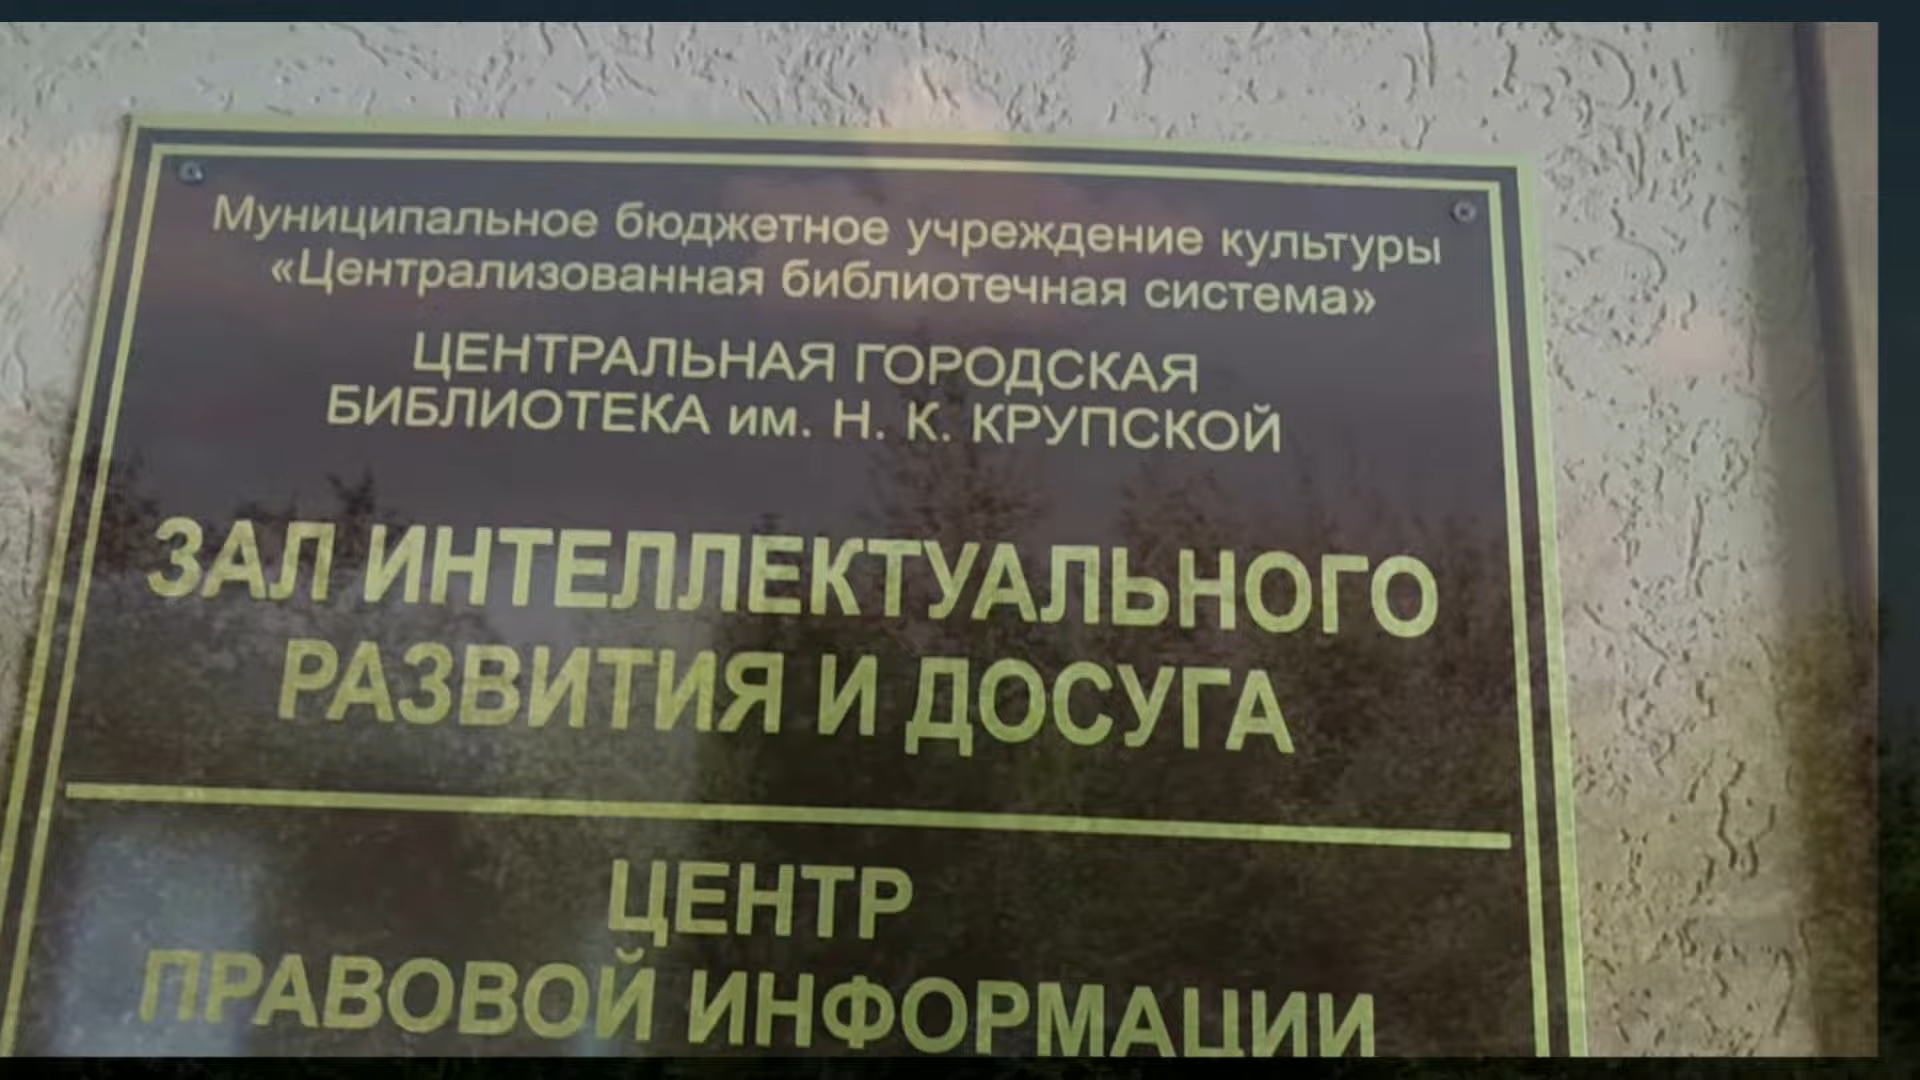 Муниципальное бюджетное учреждение культуры
«Централизованная библиотечная система»
ЦЕНТРАЛЬНАЯ ГОРОДСКАЯ
БИБЛИОТЕКА им. Н. К. КРУПСКОЙ
ЗАЛ ИНТЕЛЛЕКТУАЛЬНОГО
РАЗВИТИЯ И ДОСУГА
ЦЕНТР
ПРАВОВОЙ ИНФОРМАЦИИ